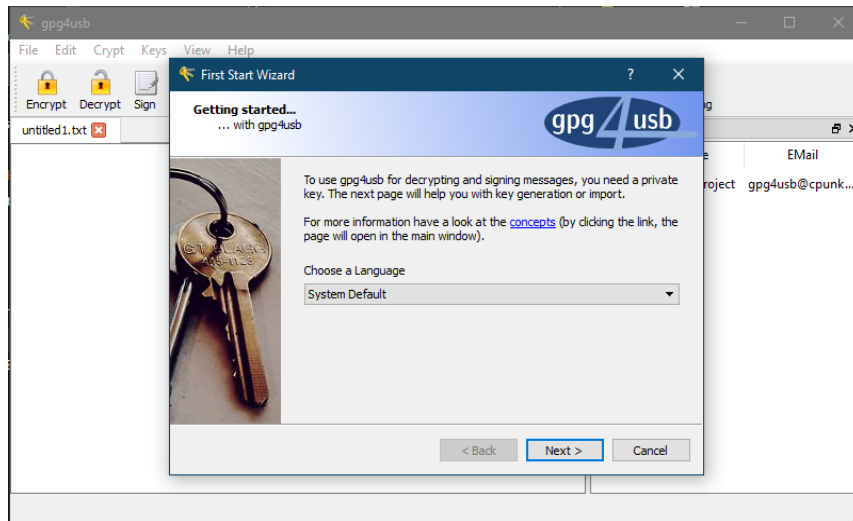 gpg4usb
File Edit Crypt Keys View Help
Encrypt Decrypt Sign
untitled1.txt
EMail
gpg4usb@cpunk...
First Start Wizard
Getting started...
... with gpg4usb
gpg4usb
To use gpg4usb for decrypting and signing messages, you need a private
key. The next page will help you with key generation or import.
For more information have a look at the concepts (by clicking the link, the
page will open in the main window).
Choose a Language
System Default
< Back Next > Cancel